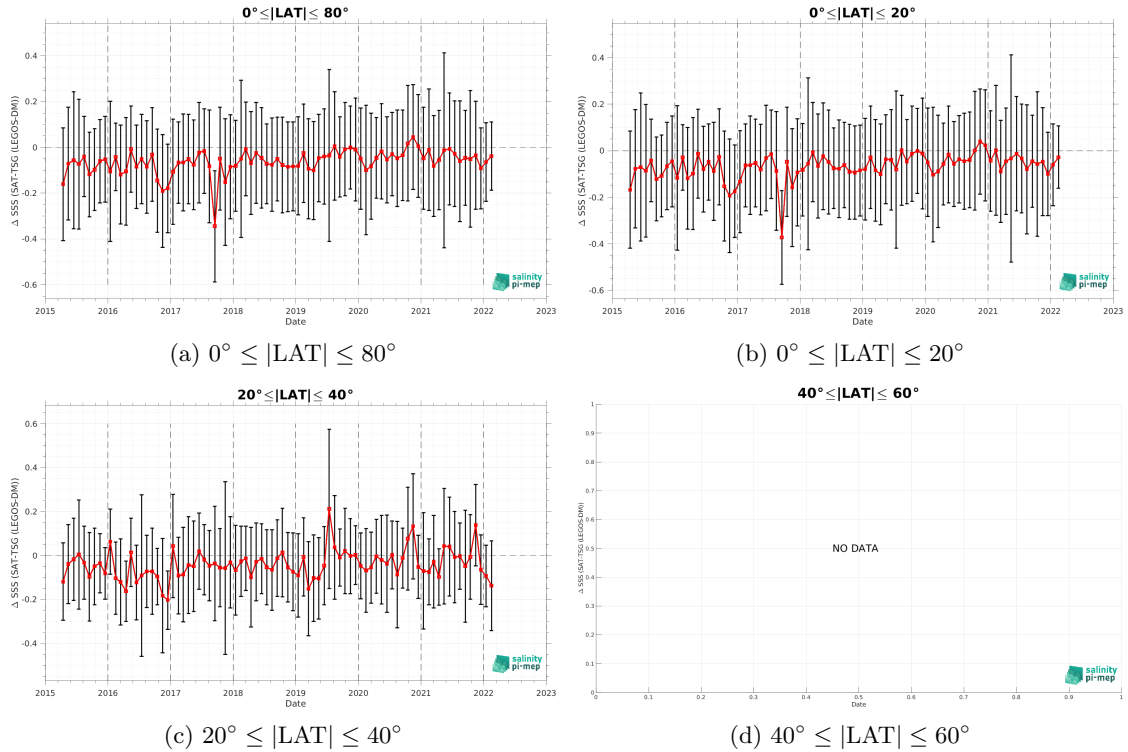 0°≤|LAT|≤ 80°
Δ SSS (SAT-TSG (LEGOS-DM))
0.4
0.2
0
-0.2
-0.4
-0.6
2015 2016 2017 2018 2019 2020 2021 2022 2023
Date
salinity
pi-mep
(a) 0° ≤ |LAT| ≤ 80°
0°≤|LAT|≤ 20°
Δ SSS (SAT-TSG (LEGOS-DM))
0.4
0.2
0
-0.2
-0.4
-0.6
2015 2016 2017 2018 2019 2020 2021 2022 2023
Date
salinity
pi-mep
(b) 0° ≤ |LAT| ≤ 20°
20°≤|LAT|≤ 40°
Δ SSS (SAT-TSG (LEGOS-DM))
0.6
0.4
0.2
0
-0.2
-0.4
2015 2016 2017 2018 2019 2020 2021 2022 2023
Date
salinity
pi-mep
(c) 20° ≤ |LAT| ≤ 40°
40°≤|LAT|≤ 60°
Δ SSS (SAT-TSG (LEGOS-DM))
1
0.9
0.8
0.7
0.6
0.5
0.4
0.3
0.2
0.1
0
NO DATA
0 0.1 0.2 0.3 0.4 0.5 0.6 0.7 0.8 0.9 1
Date
salinity
pi-mep
(d) 40° ≤ |LAT| ≤ 60°